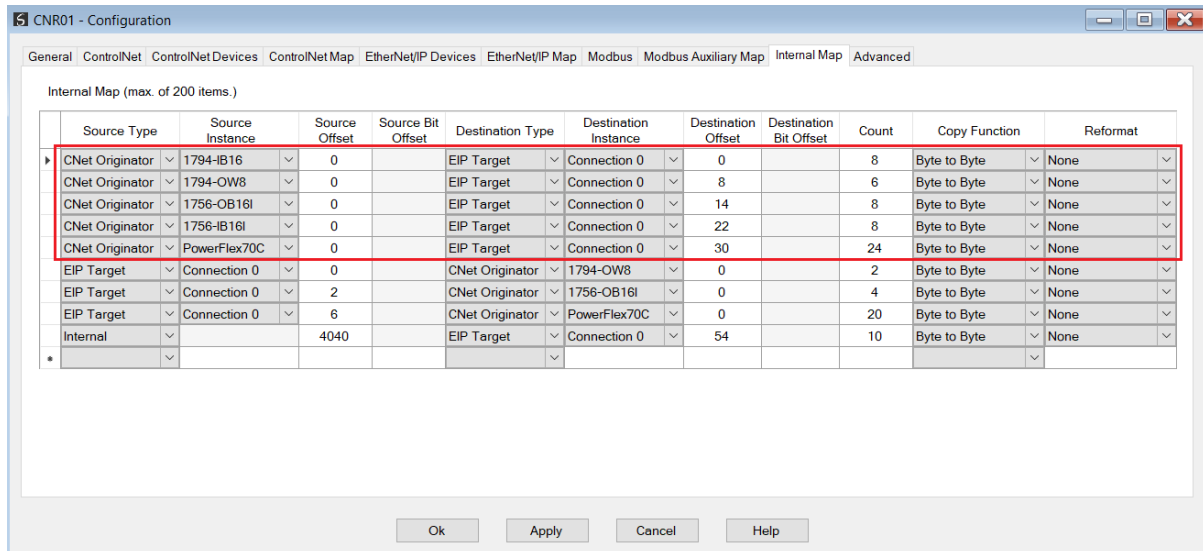 CNR01 - Configuration
General ControlNet ControlNet Devices ControlNet Map EtherNet/IP Devices EtherNet/IP Map Modbus Modbus Auxiliary Map Internal Map Advanced
Internal Map (max. of 200 items.)
Source Type Source Instance Source Offset Source Bit Offset Destination Type Destination Instance Destination Offset Destination Bit Offset Count Copy Function Reformat
CNet Originator 1794-IB16 0 EIP Target Connection 0 0 8 Byte to Byte None
CNet Originator 1794-OW8 0 EIP Target Connection 0 8 6 Byte to Byte None
CNet Originator 1756-OB16I 0 EIP Target Connection 0 14 8 Byte to Byte None
CNet Originator 1756-IB16I 0 EIP Target Connection 0 22 8 Byte to Byte None
CNet Originator PowerFlex70C 0 EIP Target Connection 0 30 24 Byte to Byte None
EIP Target Connection 0 0 CNet Originator 1794-OW8 0 2 Byte to Byte None
EIP Target Connection 0 2 CNet Originator 1756-OB16I 0 4 Byte to Byte None
EIP Target Connection 0 6 CNet Originator PowerFlex70C 0 20 Byte to Byte None
Internal 4040 EIP Target Connection 0 54 10 Byte to Byte None
*
Ok Apply Cancel Help